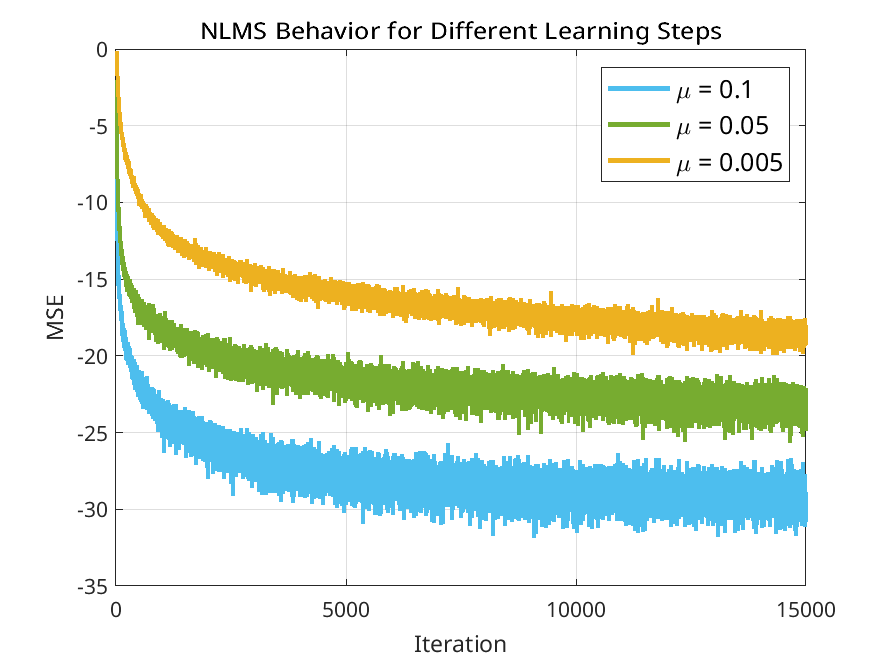 NLMS Behavior for Different Learning Steps
μ = 0.1
μ = 0.05
μ = 0.005
0
-5
-10
-15
-20
-25
-30
-35
MSE
0 5000 10000 15000
Iteration